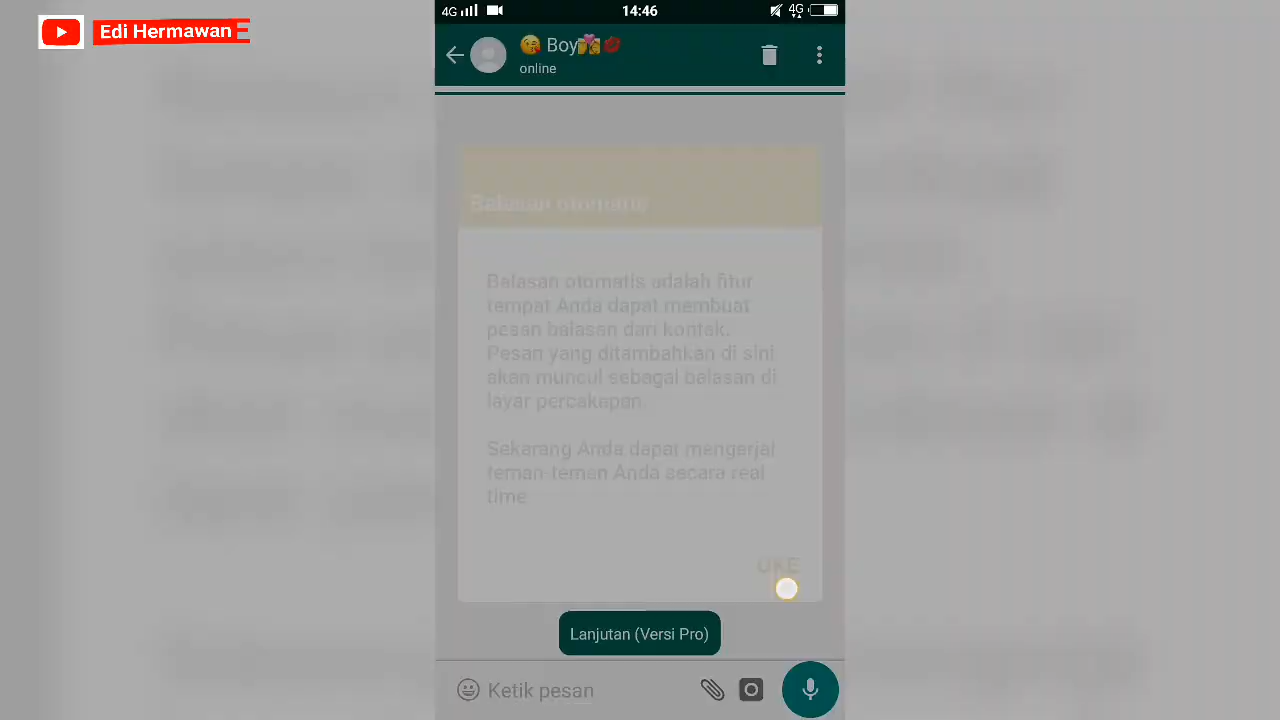 Edi Hermawan E
4G
14:46
4G
😘 Boy💏💋
online
Balasan otomatis
Balasan otomatis adalah fitur
tempat Anda dapat membuat
pesan balasan dari kontak.
Pesan yang ditambahkan di sini
akan muncul sebagai balasan di
layar percakapan.
Sekarang Anda dapat mengerjai
teman-teman Anda secara real
time
OKE
Lanjutan (Versi Pro)
Ketik pesan